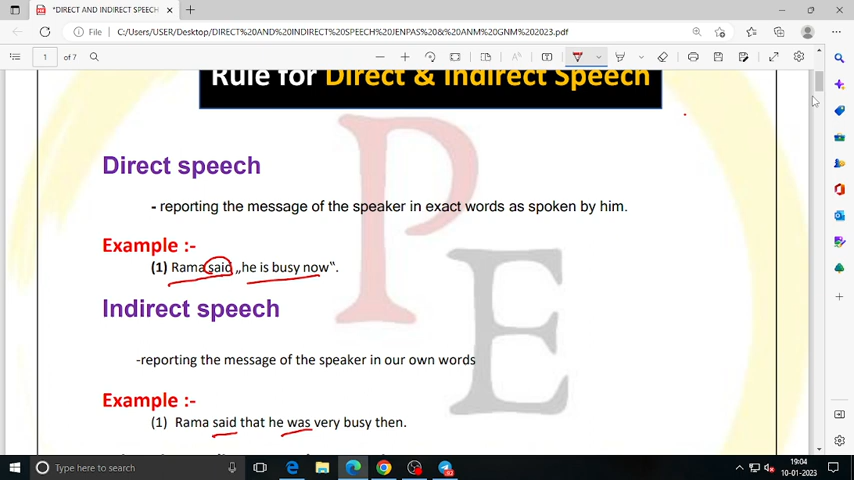 *DIRECT AND INDIRECT SPEECH
File
C:/Users/USER/Desktop/DIRECT%20AND%20INDIRECT%20SPEECH%20JENPAS%20&%20ANM%20GNM%202023.pdf
1 of 7
Rule for Direct & Indirect Speech
Direct speech
- reporting the message of the speaker in exact words as spoken by him.
Example :-
(1) Rama said „he is busy now‟.
Indirect speech
-reporting the message of the speaker in our own words
Example :-
(1) Rama said that he was very busy then.
P
E
Type here to search
19:04
10-01-2023